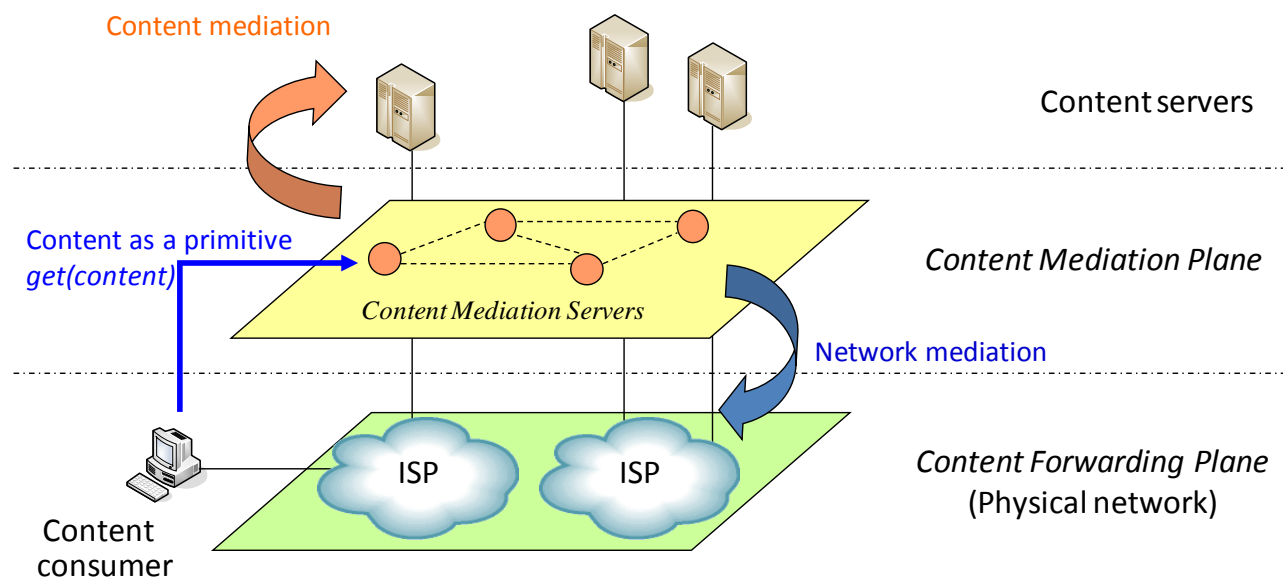 Content mediation
Content servers
Content as a primitive
get(content)
Content Mediation Plane
Content Mediation Servers
Network mediation
ISP
ISP
Content Forwarding Plane
(Physical network)
Content
consumer